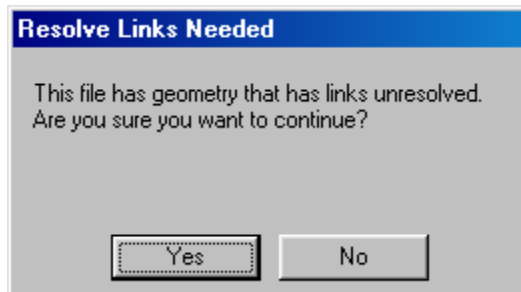 Resolve Links Needed
This file has geometry that has links unresolved.
Are you sure you want to continue?
Yes No